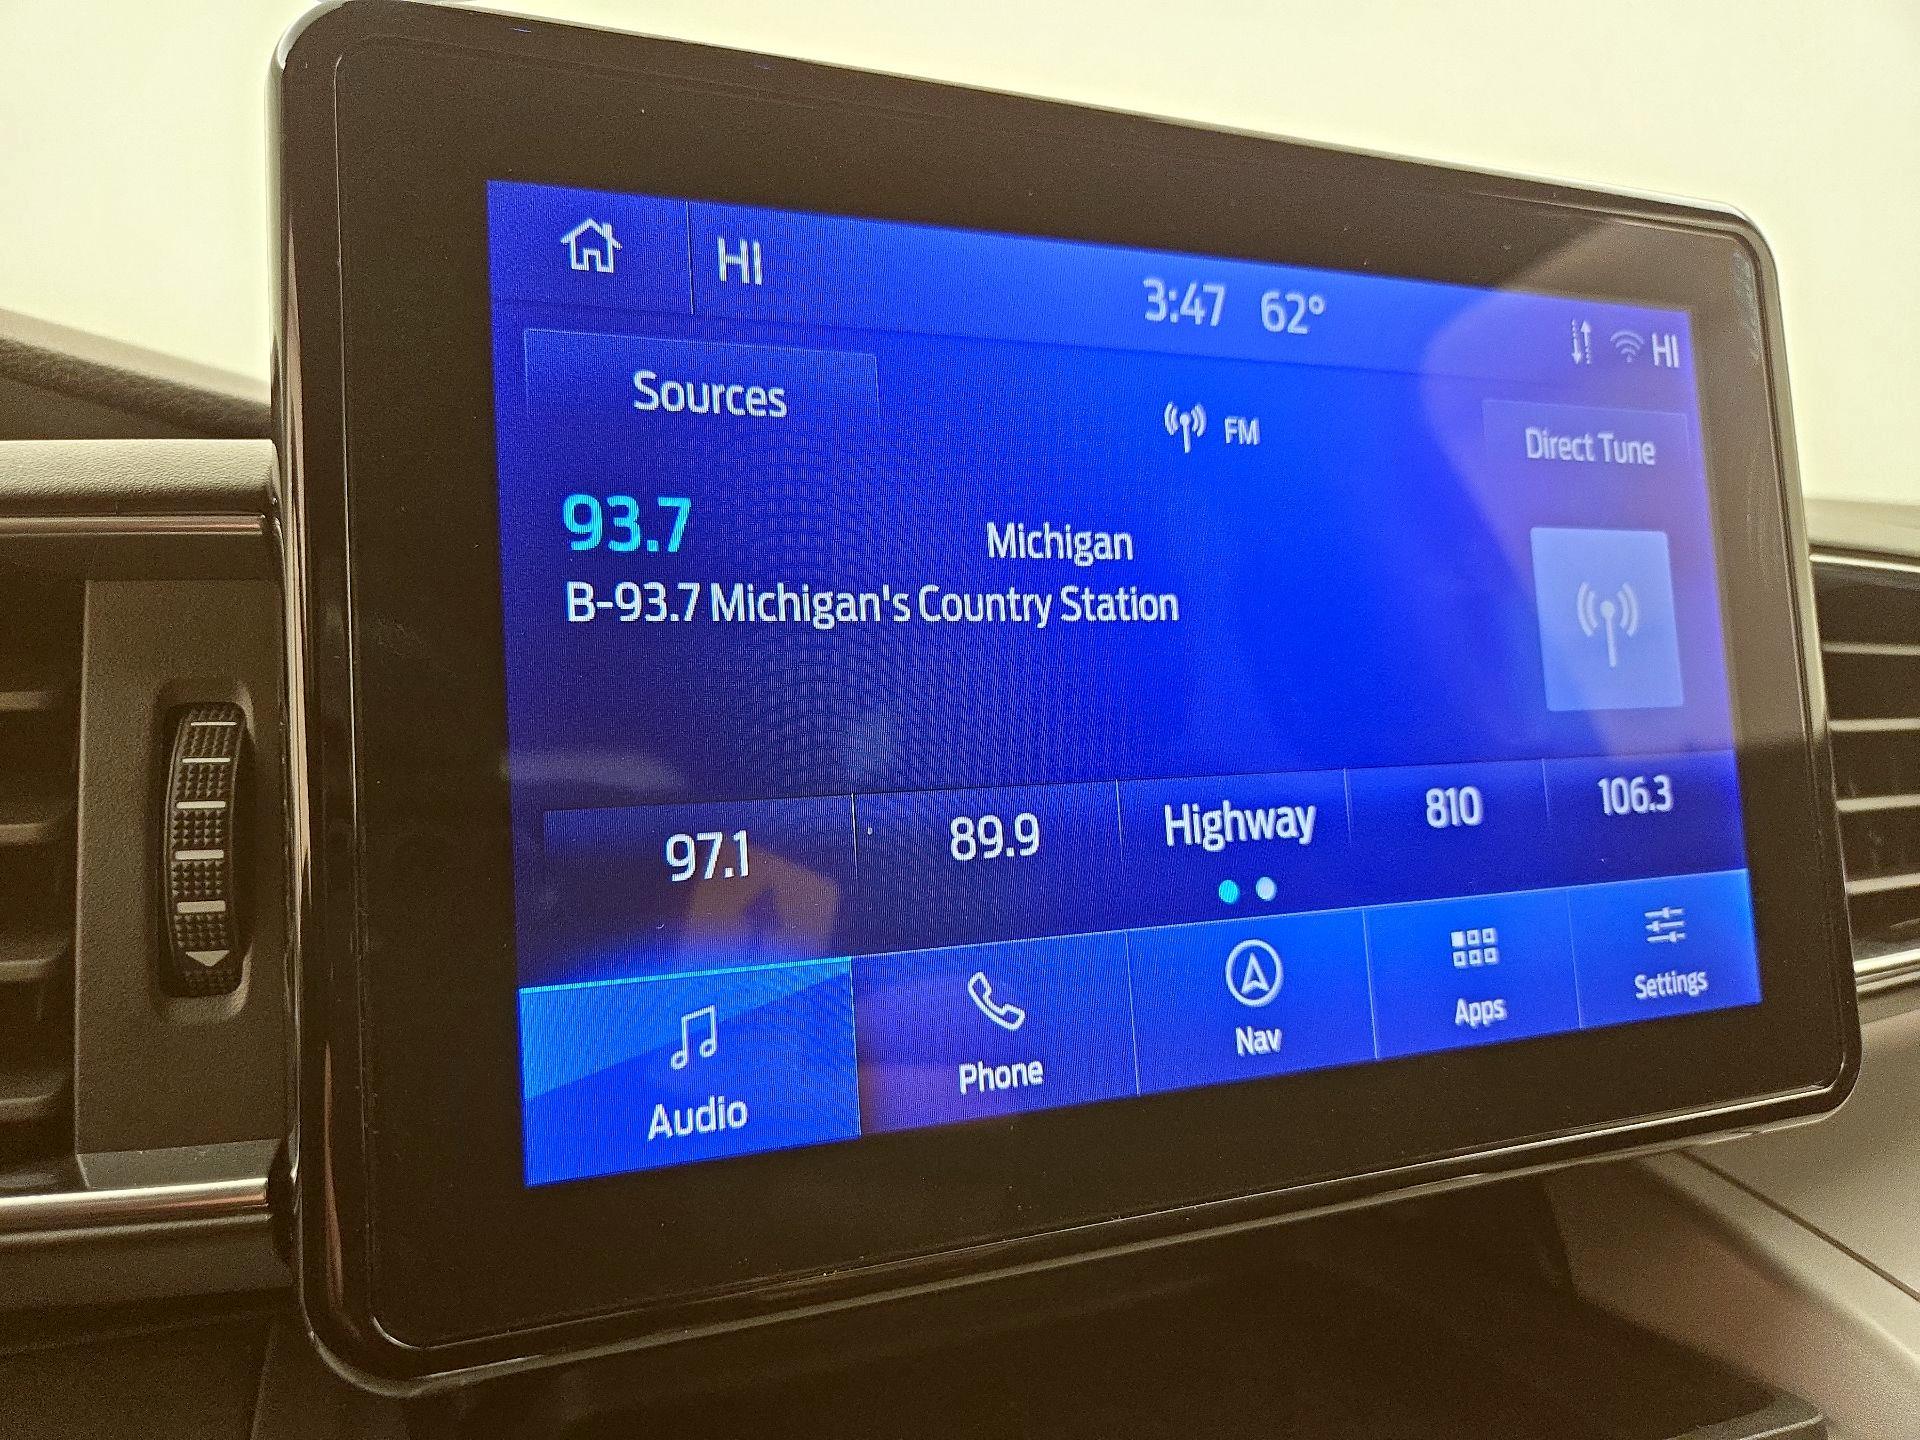 HI
3:47 62°
HI
Sources
FM
Direct Tune
93.7
Michigan
B-93.7 Michigan's Country Station
97.1
89.9
Highway
810
106.3
Audio
Phone
Nav
Apps
Settings